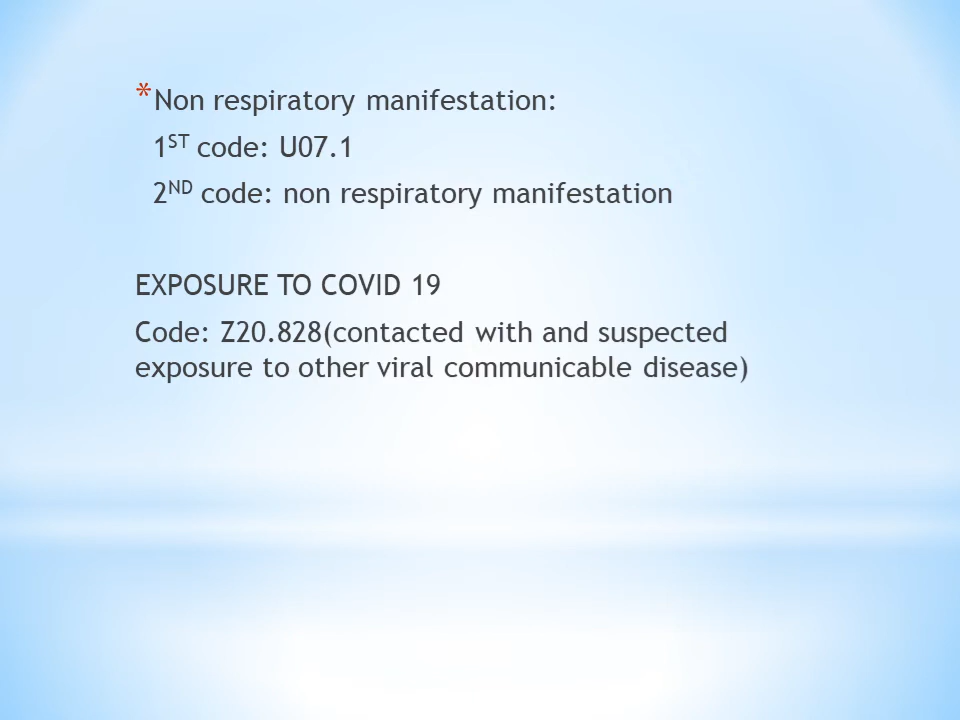 * Non respiratory manifestation:
1ST code: U07.1
2ND code: non respiratory manifestation
EXPOSURE TO COVID 19
Code: Z20.828(contacted with and suspected
exposure to other viral communicable disease)